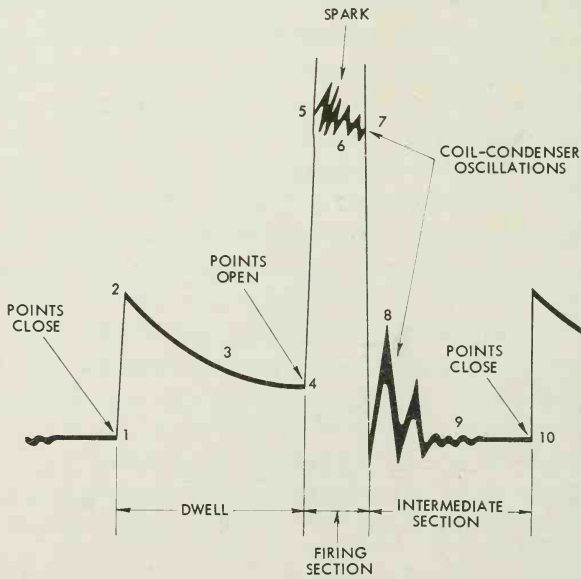 SPARK
5
7
6
COIL-CONDENSER
OSCILLATIONS
POINTS
OPEN
POINTS
CLOSE
2
3
4
8
POINTS
CLOSE
1
9
10
DWELL
INTERMEDIATE
SECTION
FIRING
SECTION